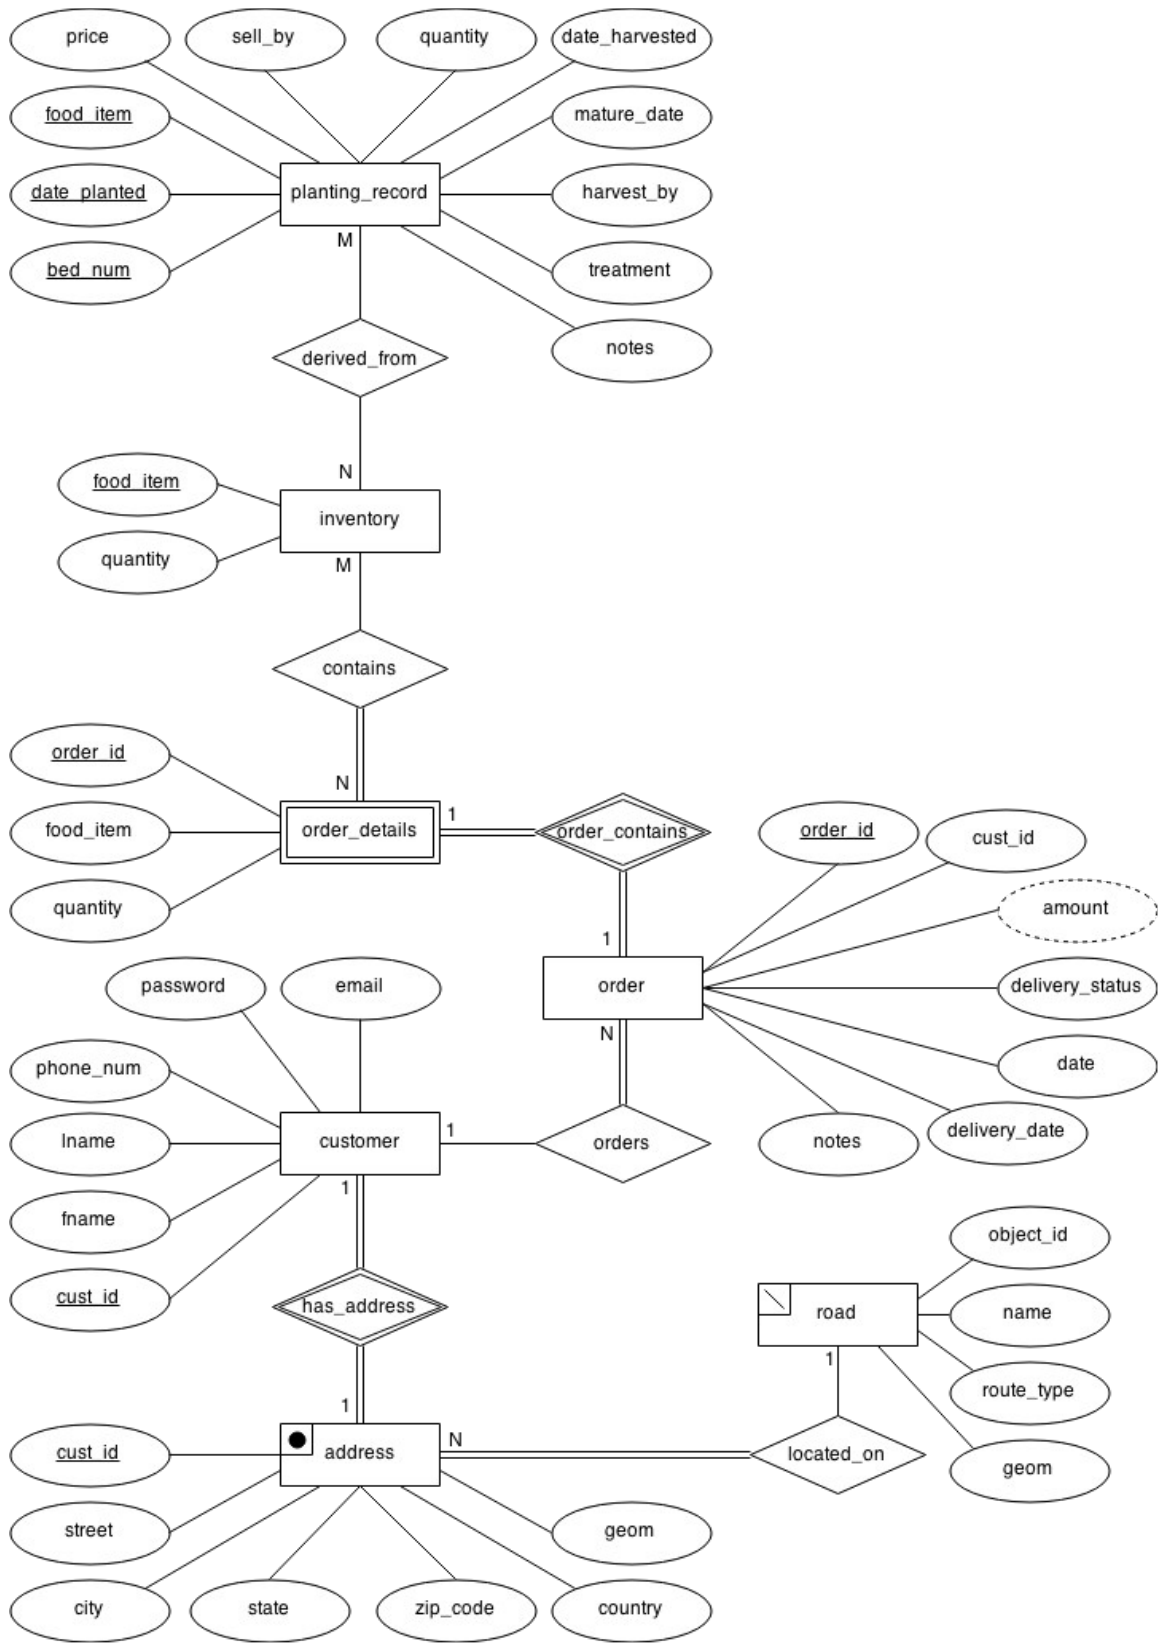 price
sell_by
quantity
date_harvested
food_item
mature_date
date_planted
planting_record
harvest_by
M
bed_num
treatment
notes
derived_from
N
food_item
inventory
quantity
M
contains
order_id
N
1
food_item
order_details
order_contains
order_id
cust_id
quantity
amount
1
password
email
order
delivery_status
N
phone_num
date
lname
customer
1
orders
notes
delivery_date
1
fname
object_id
cust_id
has_address
road
name
1
route_type
1
N
cust_id
address
located_on
geom
street
geom
city
state
zip_code
country